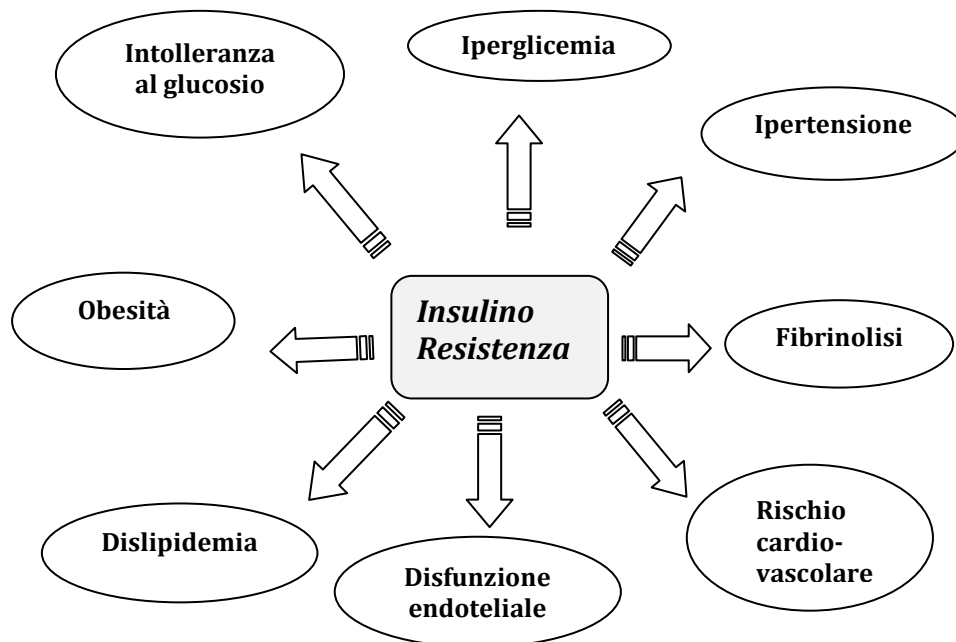 Intolleranza
al glucosio
Iperglicemia
Ipertensione
Obesità
Insulino
Resistenza
Fibrinolisi
Dislipidemia
Disfunzione
endoteliale
Rischio
cardio-
vascolare